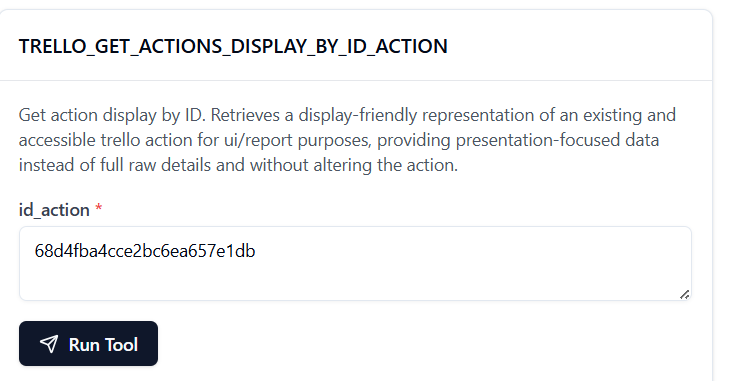 TRELLO_GET_ACTIONS_DISPLAY_BY_ID_ACTION
Get action display by ID. Retrieves a display-friendly representation of an existing and
accessible trello action for ui/report purposes, providing presentation-focused data
instead of full raw details and without altering the action.
id_action *
68d4fba4cce2bc6ea657e1db
Run Tool